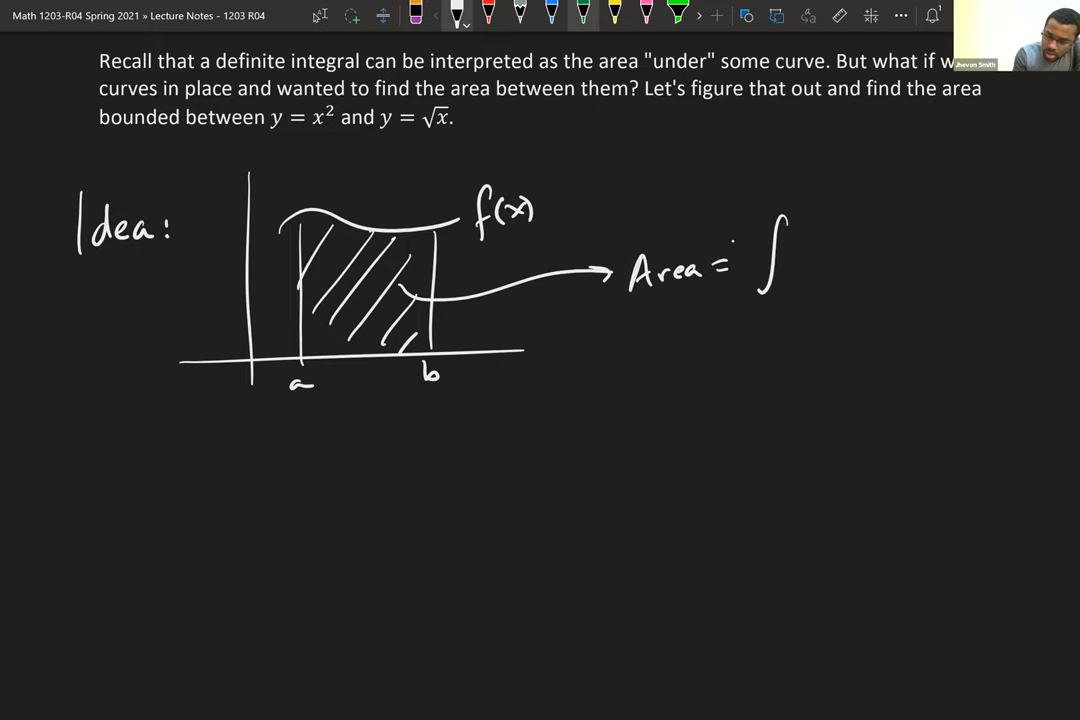 Math 1203-R04 Spring 2021 » Lecture Notes - 1203 R04
Recall that a definite integral can be interpreted as the area "under" some curve. But what if w
curves in place and wanted to find the area between them? Let's figure that out and find the area
bounded between y = x² and y = √x.
Jhevon Smith
Idea:
f(x)
Area = ∫
a
b